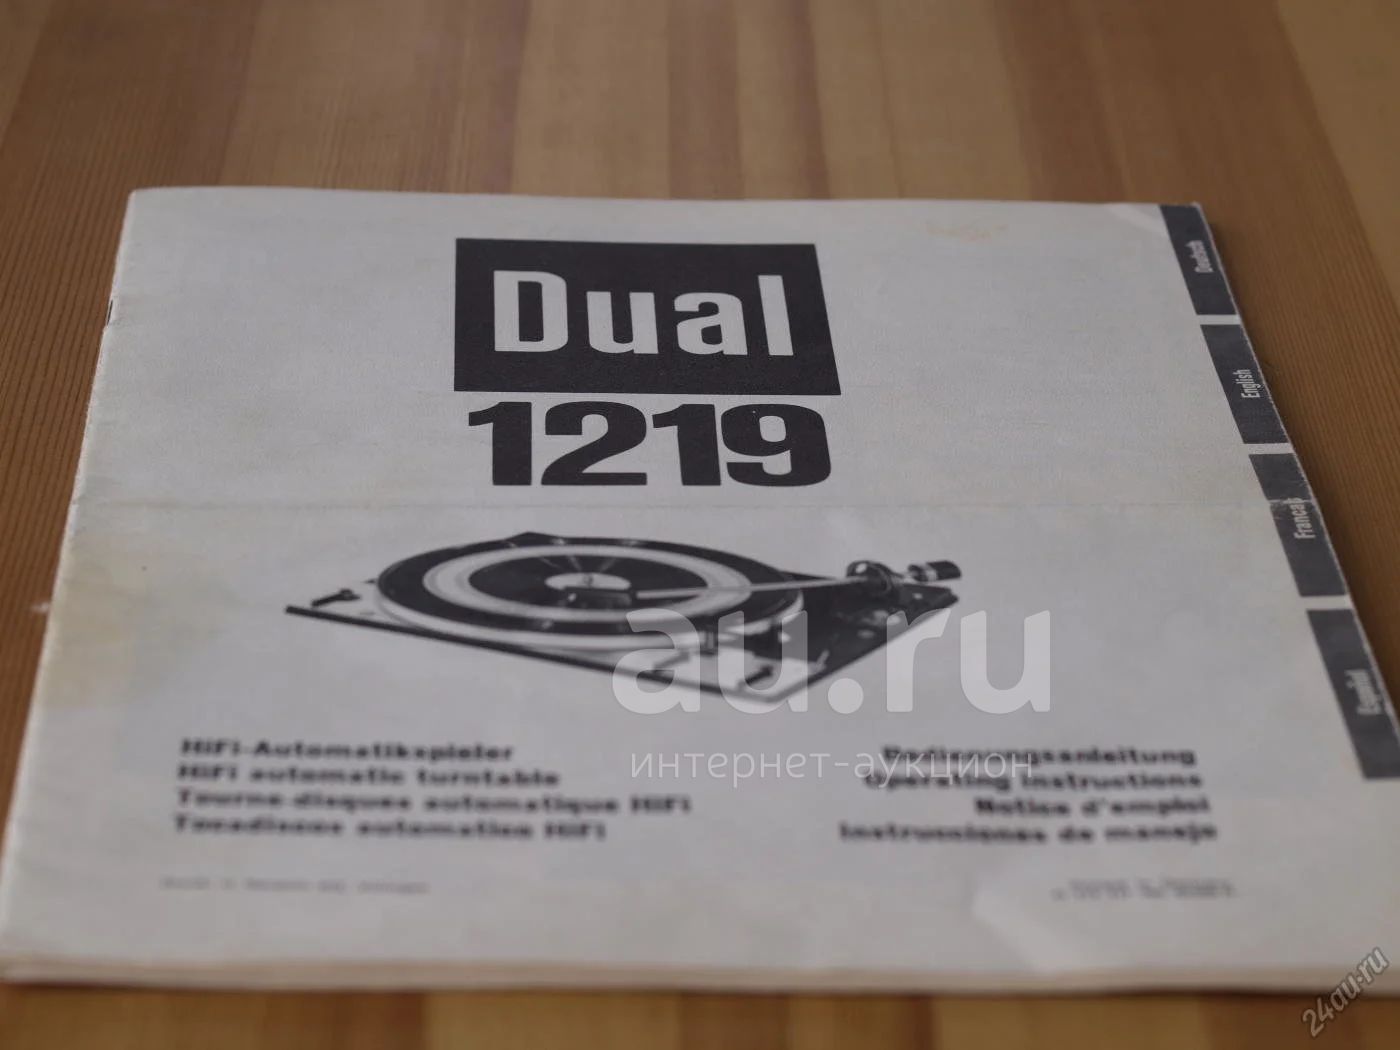 Dual
1219
Deutsch
English
Francais
Español
HiFi-Automatikspieler
HiFi automatic turntable
Tourne-disques automatique HiFi
Tocadiscos automatico HiFi
Bedienungsanleitung
Operating instructions
Notice d'emploi
Instrucciones de manejo
au.ru
интернет-аукцион
24au.ru